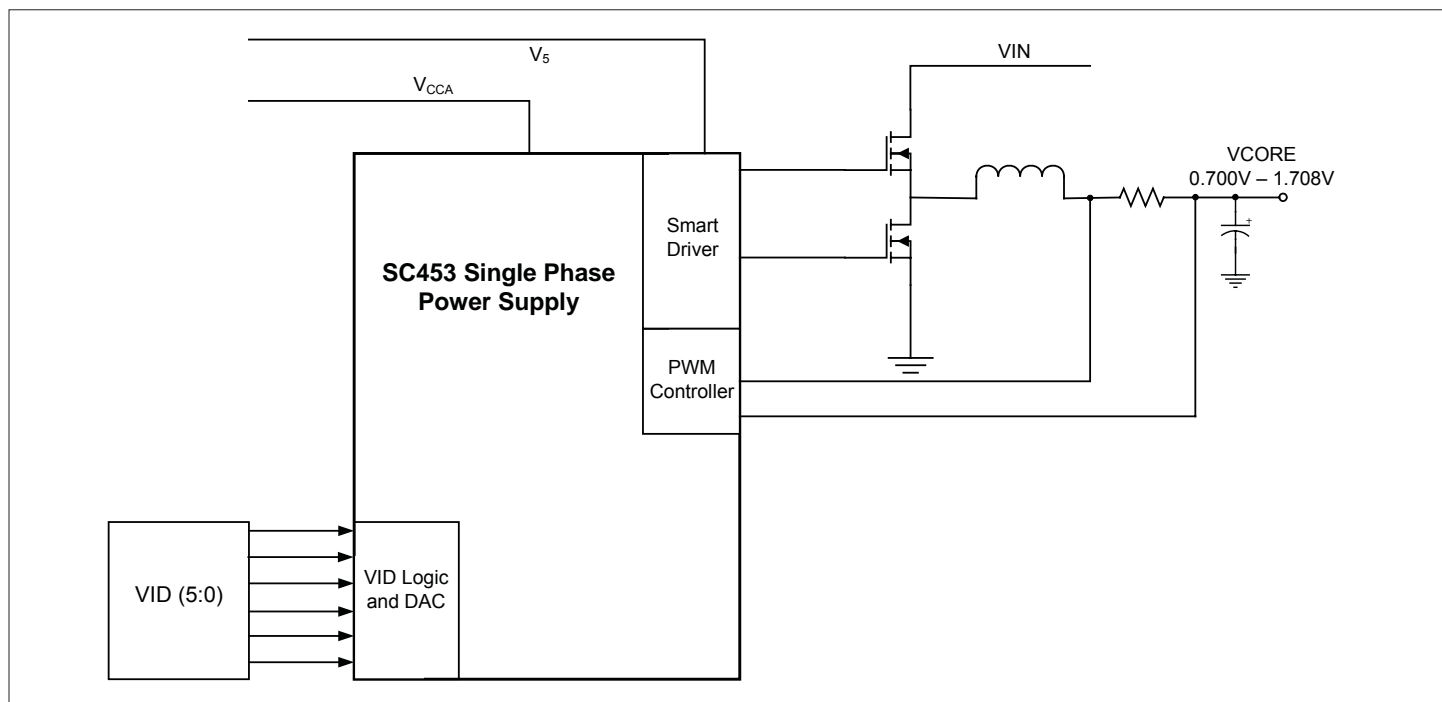 V5
VCCA
VIN
VCORE
0.700V – 1.708V
Smart
Driver
SC453 Single Phase
Power Supply
PWM
Controller
VID (5:0)
VID Logic
and DAC
+